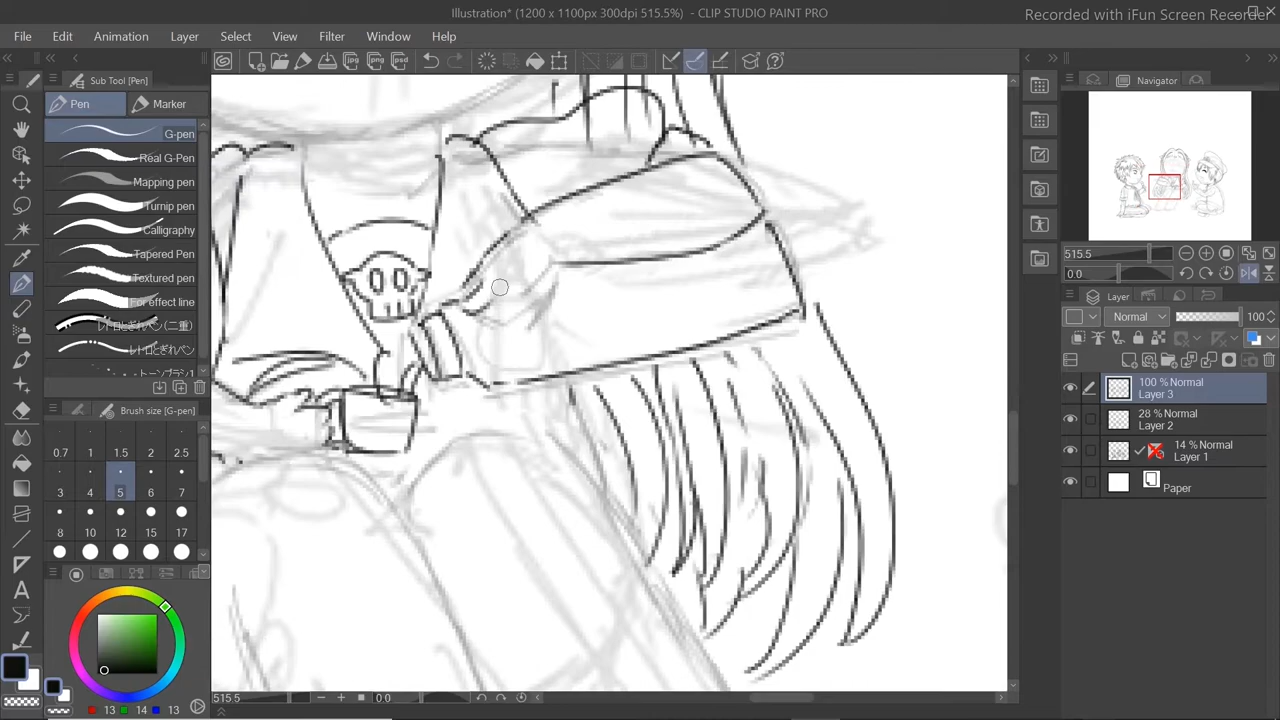 Illustration* (1200 x 1100px 300dpi 515.5%) - CLIP STUDIO PAINT PRO
Recorded with iFun Screen Recorder
File Edit Animation Layer Select View Filter Window Help
Sub Tool [Pen]
Navigator
Pen Marker
G-pen
Real G-Pen
Mapping pen
Turnip pen
Calligraphy
Tapered Pen
Textured pen
For effect line
Brush size [G-pen]
0.7 1 1.5 2 2.5
3 4 5 6 7
8 10 12 15 17
13 14 13
515.5 0.0
515.5
0.0
Layer
Normal 100
100 % Normal
Layer 3
28 % Normal
Layer 2
14 % Normal
Layer 1
Paper